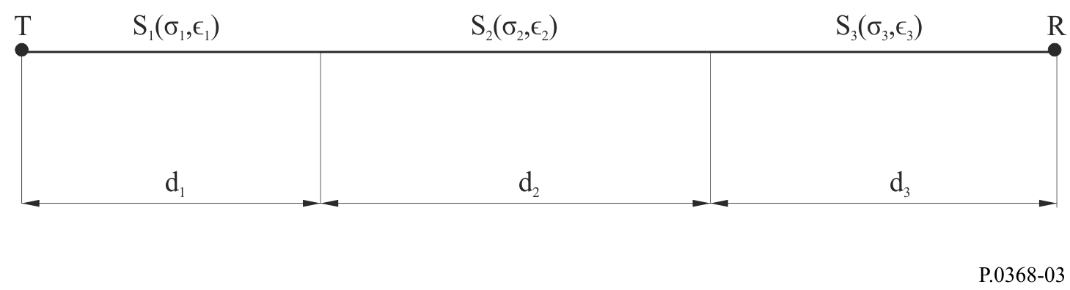 T S₁(σ₁,ϵ₁) S₂(σ₂,ϵ₂) S₃(σ₃,ϵ₃) R
d₁ d₂ d₃
P.0368-03